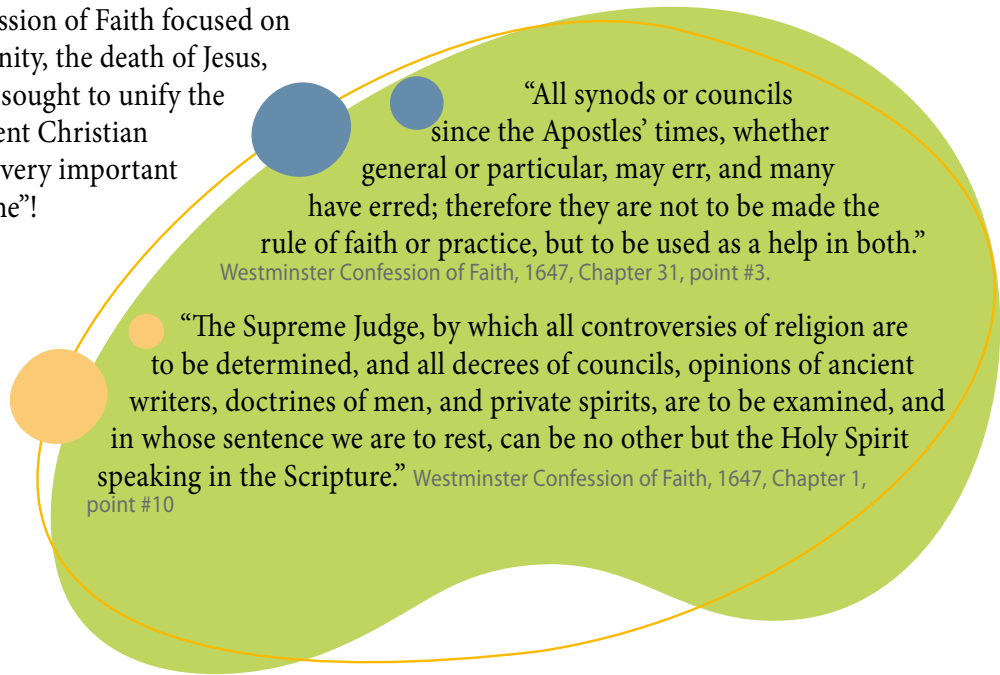 ssion of Faith focused on
nity, the death of Jesus,
sought to unify the
ent Christian
very important
ne”!
“All synods or councils
since the Apostles’ times, whether
general or particular, may err, and many
have erred; therefore they are not to be made the
rule of faith or practice, but to be used as a help in both.”
Westminster Confession of Faith, 1647, Chapter 31, point #3.
“The Supreme Judge, by which all controversies of religion are
to be determined, and all decrees of councils, opinions of ancient
writers, doctrines of men, and private spirits, are to be examined, and
in whose sentence we are to rest, can be no other but the Holy Spirit
speaking in the Scripture.” Westminster Confession of Faith, 1647, Chapter 1,
point #10